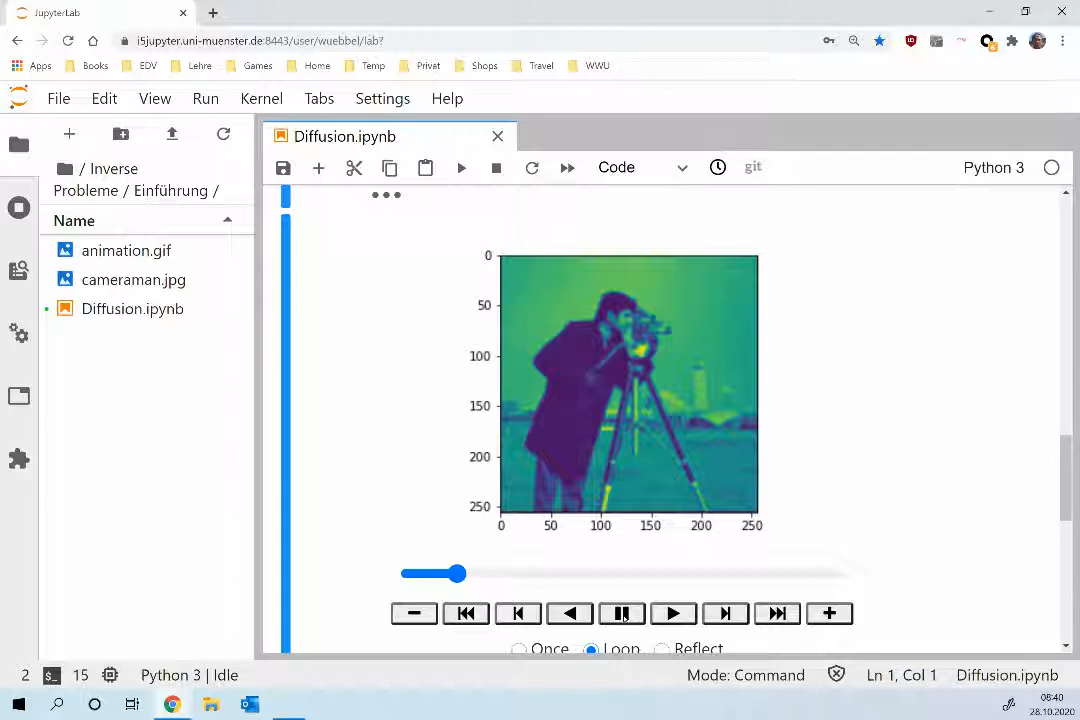 JupyterLab
i5jupyter.uni-muenster.de:8443/user/wuebbel/lab?
Apps Books EDV Lehre Games Home Temp Privat Shops Travel WWU
File Edit View Run Kernel Tabs Settings Help
Diffusion.ipynb
Code git Python 3
/ Inverse
Probleme / Einführung /
Name
animation.gif
cameraman.jpg
Diffusion.ipynb
0
50
100
150
200
250
0 50 100 150 200 250
Once Loop Reflect
2 15 Python 3 | Idle Mode: Command Ln 1, Col 1 Diffusion.ipynb
08:40
28.10.2020